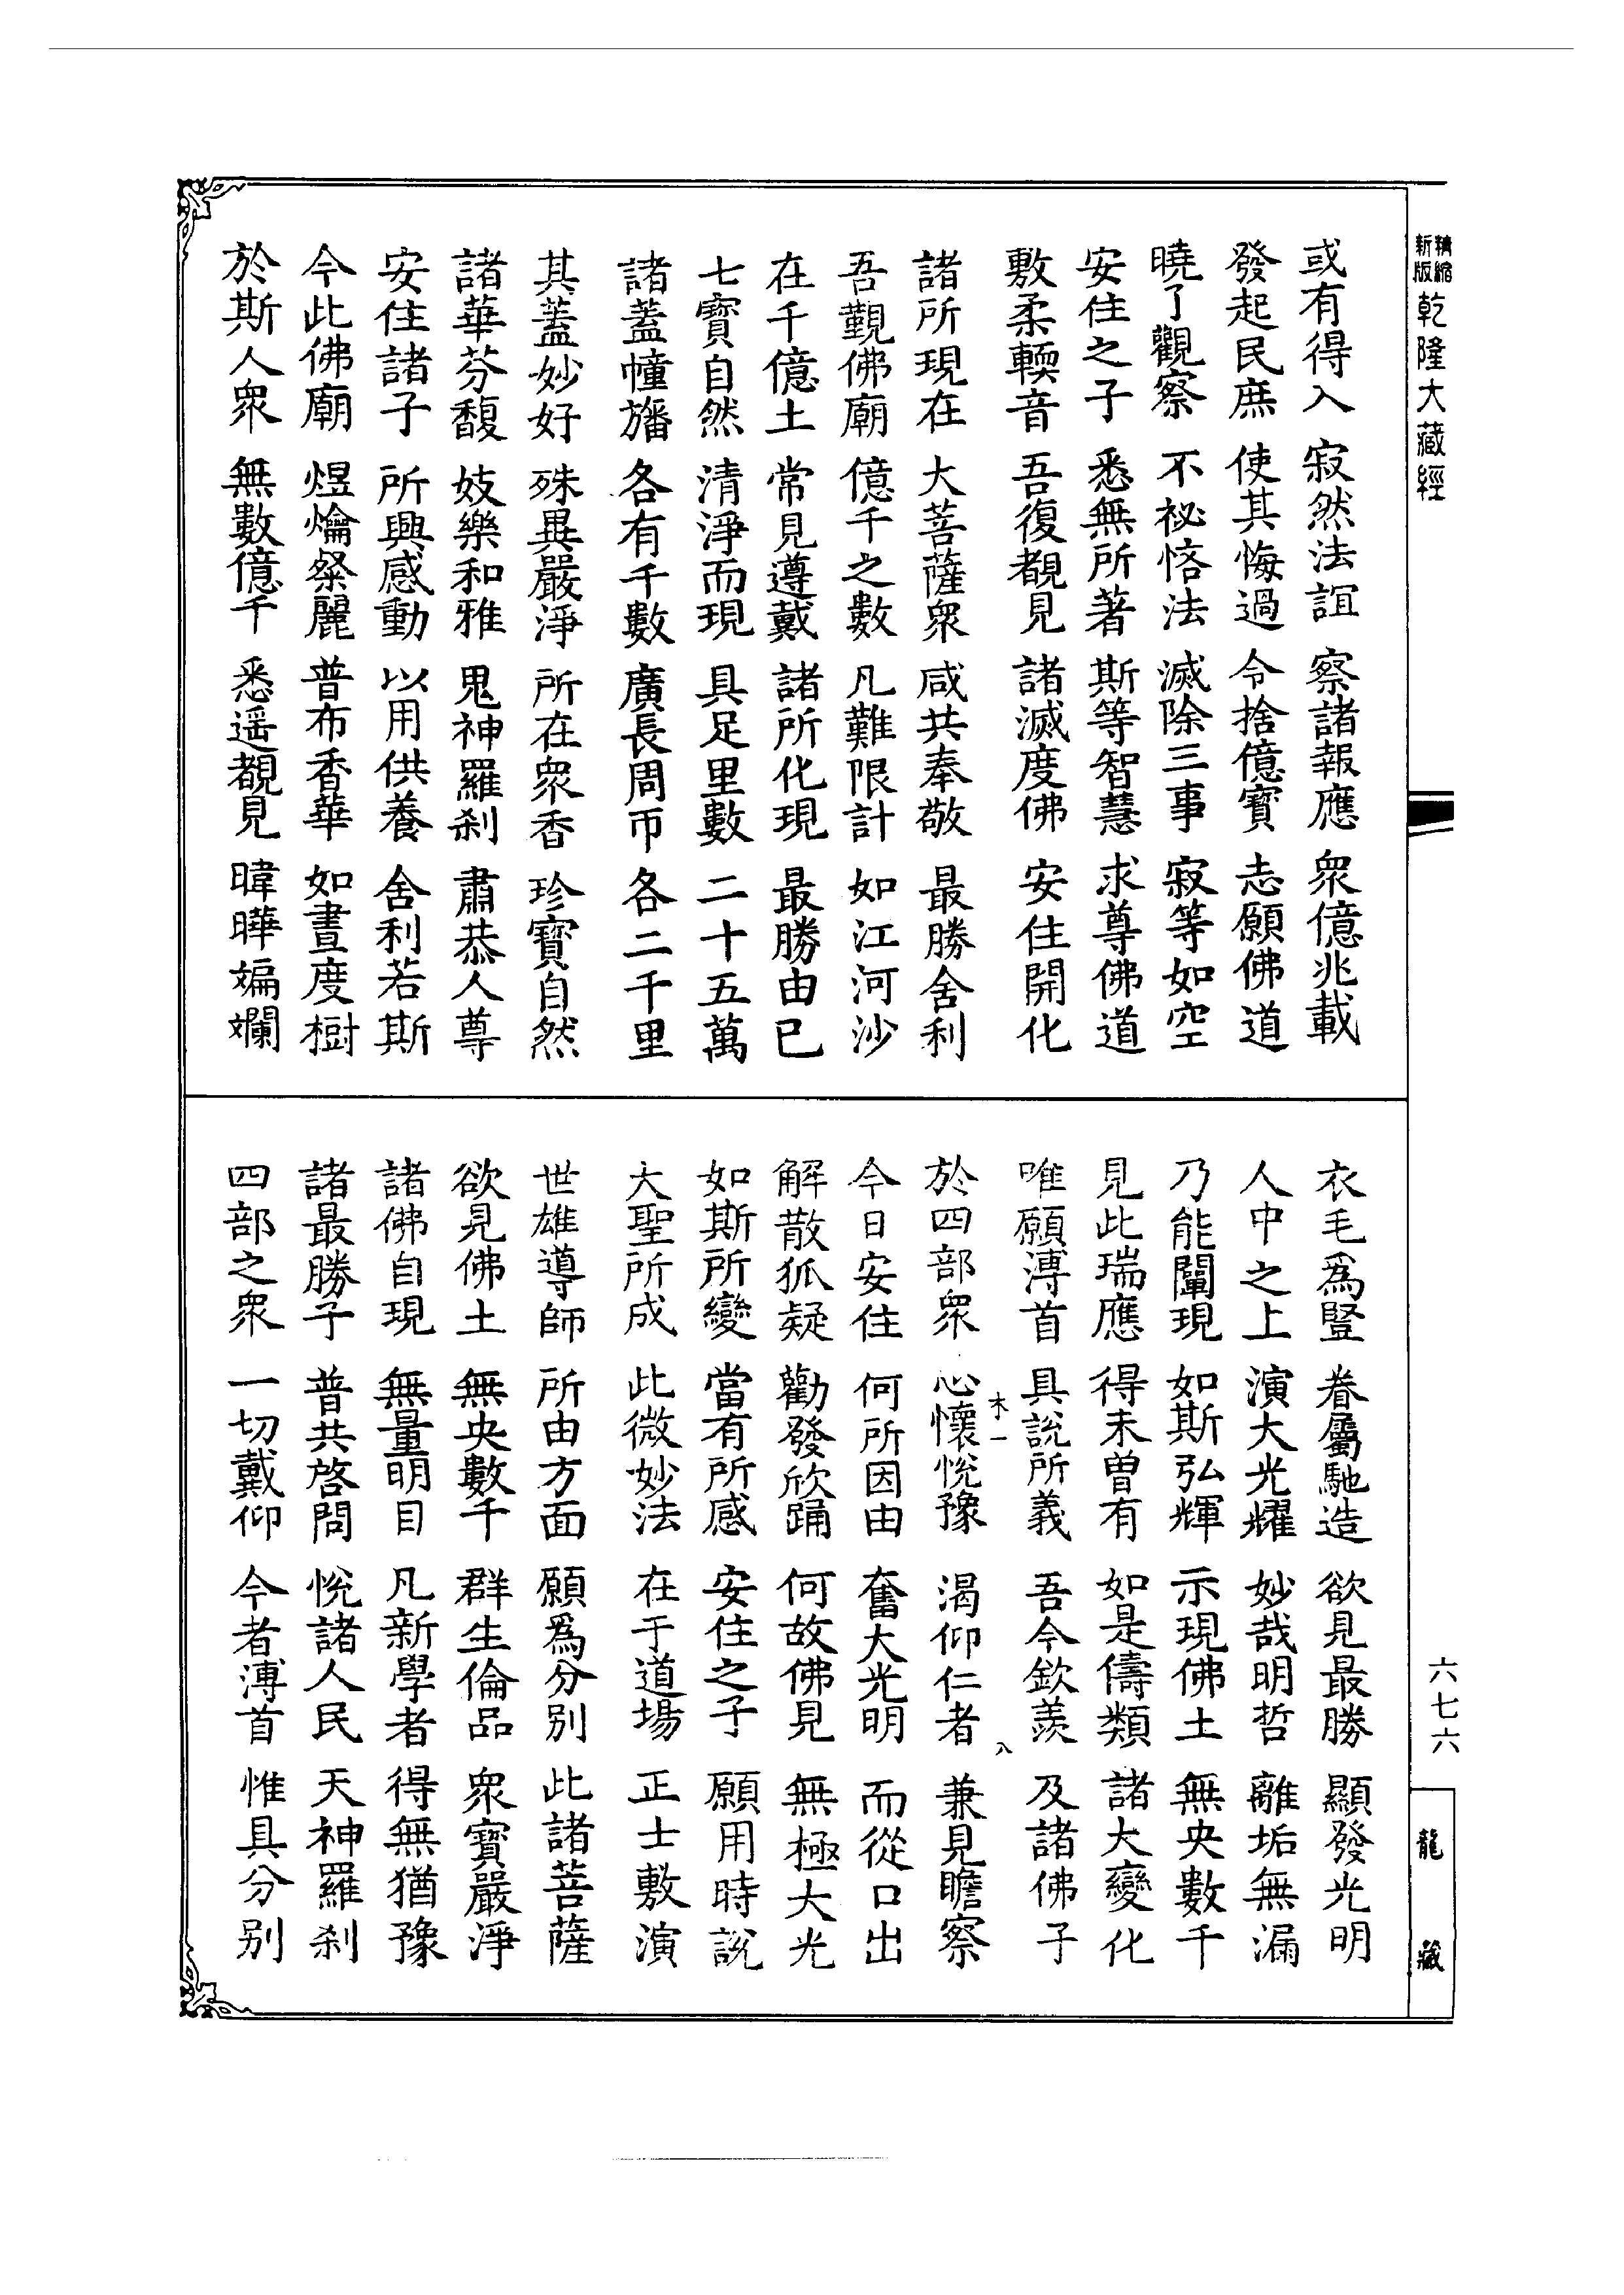 精縮新版乾隆大藏經
或有得入 寂然法誼 察諸報應 衆億兆載
發起民庶 使其悔過 令捨億寶 志願佛道
曉了觀察 不祕悋法 滅除三事 寂等如空
安住之子 悉無所著 斯等智慧 求尊佛道
敷柔輭音 吾復覩見 諸滅度佛 安住開化
諸所現在 大菩薩衆 咸共奉敬 最勝舍利
吾覲佛廟 億千之數 凡難限計 如江河沙
在千億土 常見遵戴 諸所化現 最勝由已
七寶自然 清淨而現 具足里數 二十五萬
諸蓋幢旛 各有千數 廣長周帀 各二千里
其蓋妙好 殊異嚴淨 所在衆香 珍寶自然
諸華芬馥 妓樂和雅 鬼神羅剎 肅恭人尊
安住諸子 所興感動 以用供養 舍利若斯
今此佛廟 煜爚粲麗 普布香華 如晝度樹
於斯人衆 無數億千 悉遥覩見 暐曄斒斕
衣毛爲豎 眷屬馳造 欲見最勝 顯發光明
人中之上 演大光耀 妙哉明哲 離垢無漏
乃能闡現 如斯弘輝 示現佛土 無央數千
見此瑞應 得未曾有 如是儔類 諸大變化
唯願溥首 具說所義 吾今欽羨 及諸佛子
木一 八
於四部衆 心懷悅豫 渴仰仁者 兼見瞻察
今日安住 何所因由 奮大光明 而從口出
解散狐疑 勸發欣踊 何故佛見 無極大光
如斯所變 當有所感 安住之子 願用時說
大聖所成 此微妙法 在于道場 正士敷演
世雄導師 所由方面 願爲分别 此諸菩薩
欲見佛土 無央數千 群生倫品 衆寶嚴淨
諸佛自現 無量明目 凡新學者 得無猶豫
諸最勝子 普共啓問 悅諸人民 天神羅剎
四部之衆 一切戴仰 今者溥首 惟具分别
六七六
龍藏